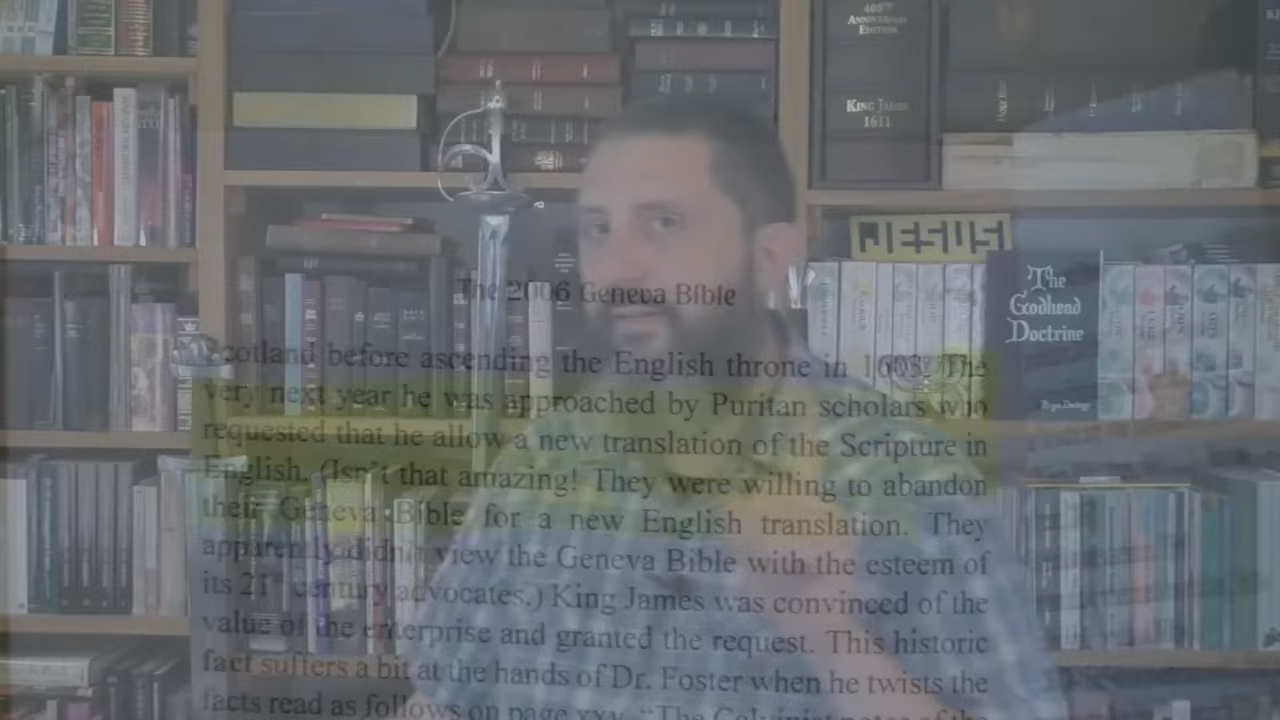 400TH
ANNIVERSARY
EDITION
KING JAMES
1611
JESUS!
The
Godhead
Doctrine
The 2006 Geneva Bible
Scotland before ascending the English throne in 1603. The
very next year he was approached by Puritan scholars who
requested that he allow a new translation of the Scripture in
English. (Isn't that amazing! They were willing to abandon
their Geneva Bible for a new English translation. They
apparently didn't view the Geneva Bible with the esteem of
its 21st century advocates.) King James was convinced of the
value of the enterprise and granted the request. This historic
fact suffers a bit at the hands of Dr. Foster when he twists the
facts read as follows on page xxv, "The Calvinist notes of the